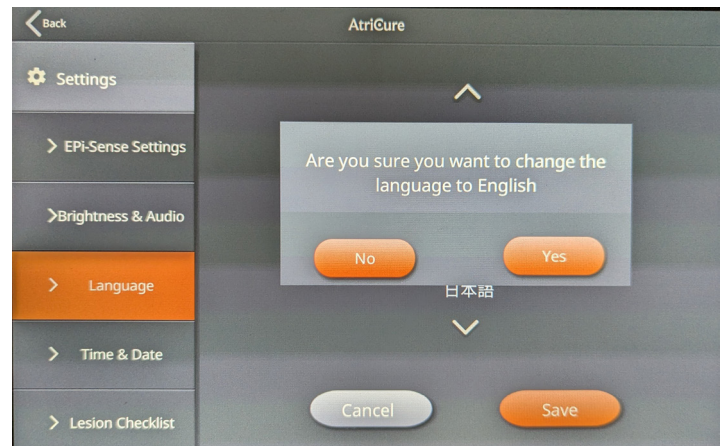 Back
AtriCure
Settings
EPi-Sense Settings
Brightness & Audio
Language
Time & Date
Lesion Checklist
Are you sure you want to change the
language to English
No
Yes
日本語
Cancel
Save